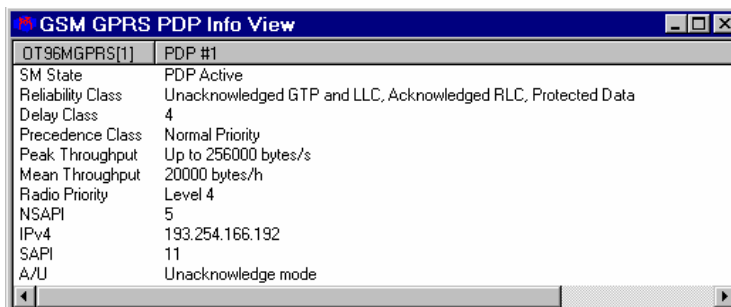 GSM GPRS PDP Info View
OT96MGPRS[1] PDP #1
SM State PDP Active
Reliability Class Unacknowledged GTP and LLC, Acknowledged RLC, Protected Data
Delay Class 4
Precedence Class Normal Priority
Peak Throughput Up to 256000 bytes/s
Mean Throughput 20000 bytes/h
Radio Priority Level 4
NSAPI 5
IPv4 193.254.166.192
SAPI 11
A/U Unacknowledge mode